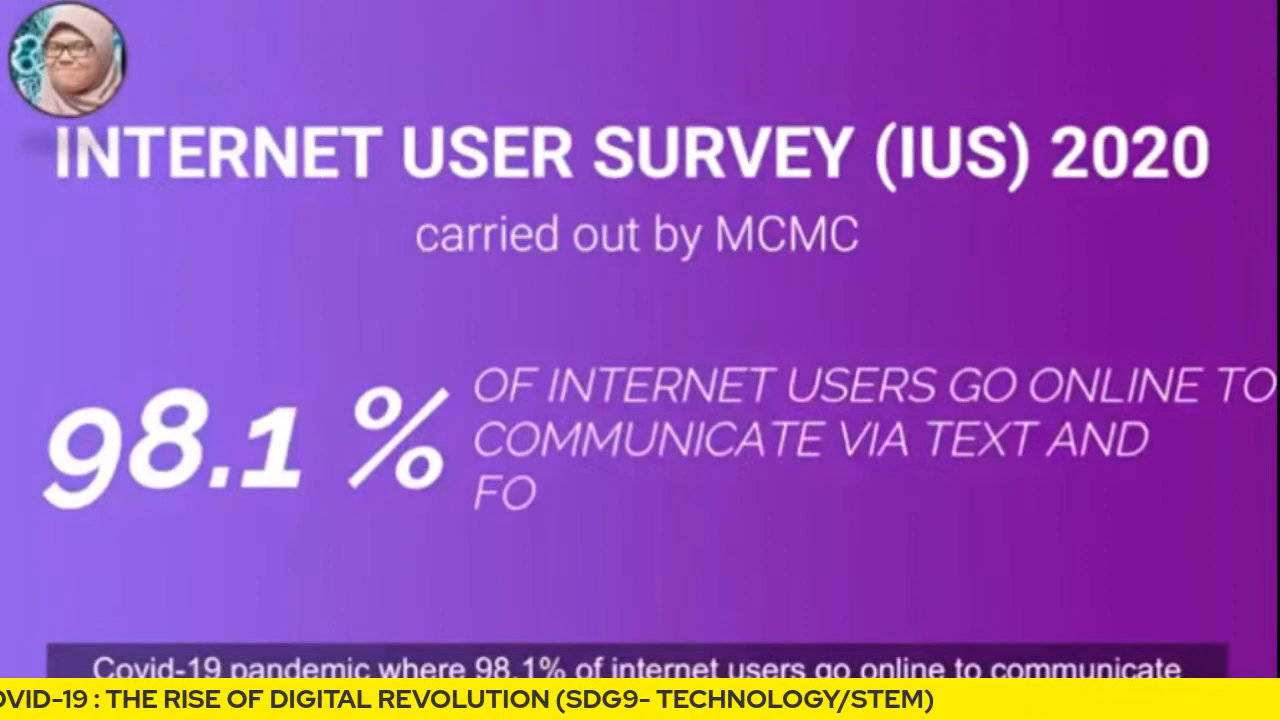 INTERNET USER SURVEY (IUS) 2020
carried out by MCMC
98.1 %
OF INTERNET USERS GO ONLINE TO
COMMUNICATE VIA TEXT AND
FO
Covid-19 pandemic where 98.1% of internet users go online to communicate
OVID-19 : THE RISE OF DIGITAL REVOLUTION (SDG9- TECHNOLOGY/STEM)